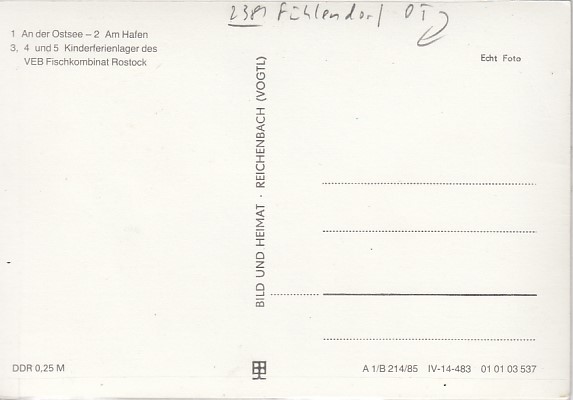 2381 Fuhlendorf OT
1 An der Ostsee – 2 Am Hafen
3, 4 und 5 Kinderferienlager des
VEB Fischkombinat Rostock
Echt Foto
BILD UND HEIMAT · REICHENBACH (VOGTL)
DDR 0,25 M
A 1/B 214/85 IV-14-483 01 01 03 537